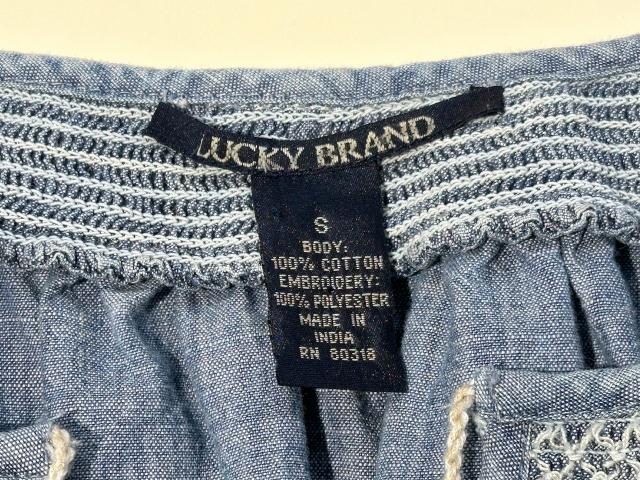 LUCKY BRAND
S
BODY:
100% COTTON
EMBROIDERY:
100% POLYESTER
MADE IN
INDIA
RN 80318